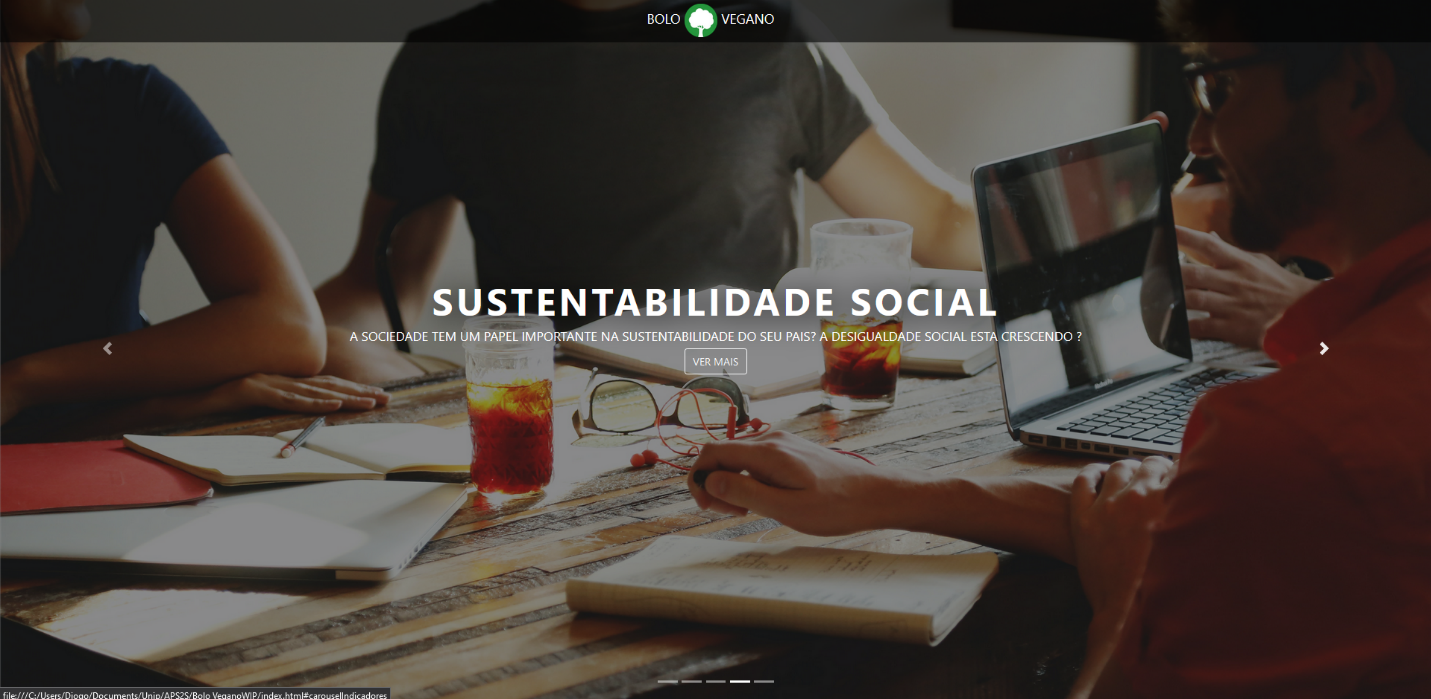 BOLO VEGANO
SUSTENTABILIDADE SOCIAL
A SOCIEDADE TEM UM PAPEL IMPORTANTE NA SUSTENTABILIDADE DO SEU PAIS? A DESIGUALDADE SOCIAL ESTA CRESCENDO ?
VER MAIS
file:///C:/Users/Diogo/Documents/Unip/APS2S/Bolo VeganoWIP/index.html#carouselIndicadores